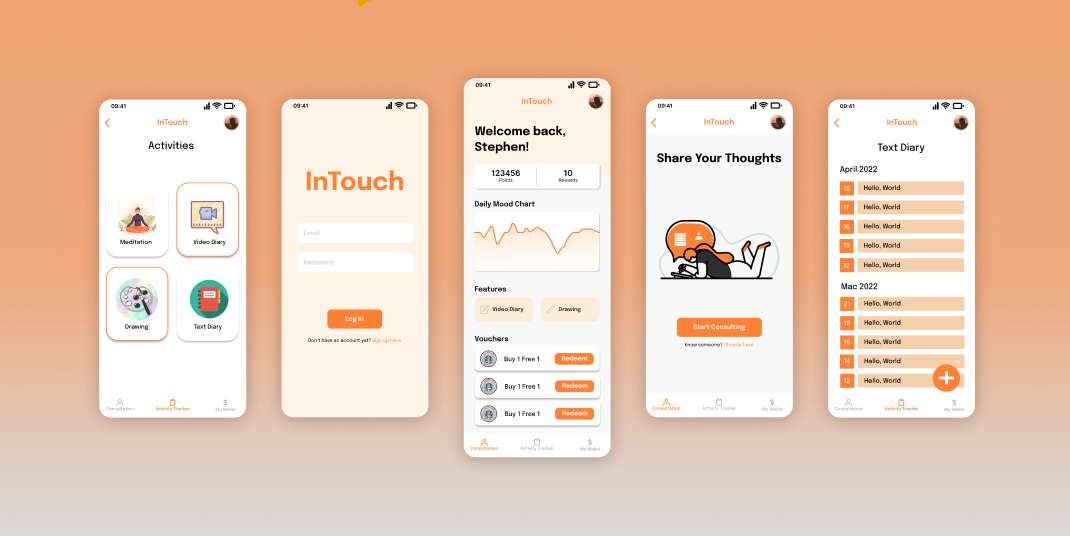 09:41
InTouch
Activities
Meditation
Video Diary
Drawing
Text Diary
Consultation
Activity Tracker
My Wallet
09:41
InTouch
Email
Password
Log in
Don't have an account yet? Sign up here
09:41
InTouch
Welcome back,
Stephen!
123456
Points
10
Rewards
Daily Mood Chart
Features
Video Diary
Drawing
Vouchers
Buy 1 Free 1
Redeem
Buy 1 Free 1
Redeem
Buy 1 Free 1
Redeem
Consultation
Activity Tracker
My Wallet
09:41
InTouch
Share Your Thoughts
Start Consulting
Know someone? Choose here
Consultation
Activity Tracker
My Wallet
09:41
InTouch
Text Diary
April 2022
18 Hello, World
17 Hello, World
16 Hello, World
15 Hello, World
12 Hello, World
Mac 2022
21 Hello, World
18 Hello, World
16 Hello, World
14 Hello, World
13 Hello, World
Consultation
Activity Tracker
My Wallet